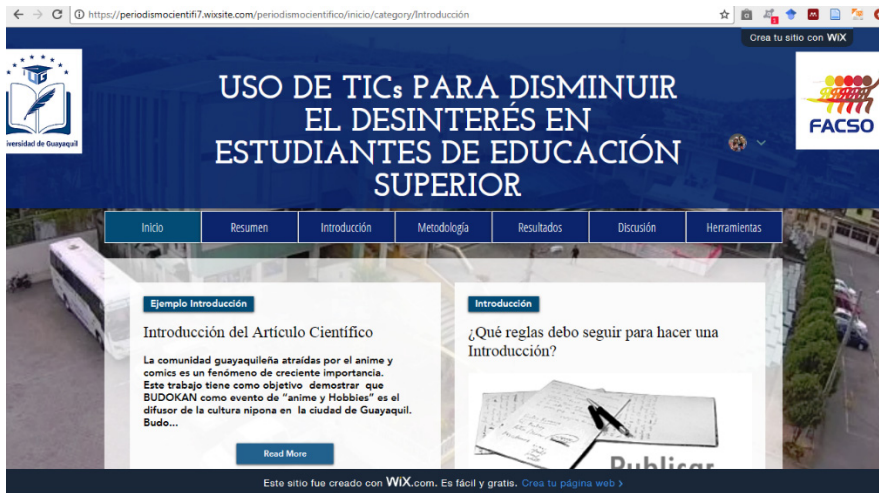 https://periodismocientifi7.wixsite.com/periodismocientifico/inicio/category/Introducción
Crea tu sitio con WiX
UG
iversidad de Guayaquil
USO DE TICs PARA DISMINUIR
EL DESINTERÉS EN
ESTUDIANTES DE EDUCACIÓN
SUPERIOR
FACSO
Inicio
Resumen
Introducción
Metodología
Resultados
Discusión
Herramientas
Ejemplo Introducción
Introducción del Artículo Científico
La comunidad guayaquileña atraídas por el anime y
comics es un fenómeno de creciente importancia.
Este trabajo tiene como objetivo demostrar que
BUDOKAN como evento de “anime y Hobbies” es el
difusor de la cultura nipona en la ciudad de Guayaquil.
Budo...
Read More
Introducción
¿Qué reglas debo seguir para hacer una
Introducción?
Publicar
Este sitio fue creado con WiX.com. Es fácil y gratis. Crea tu página web >